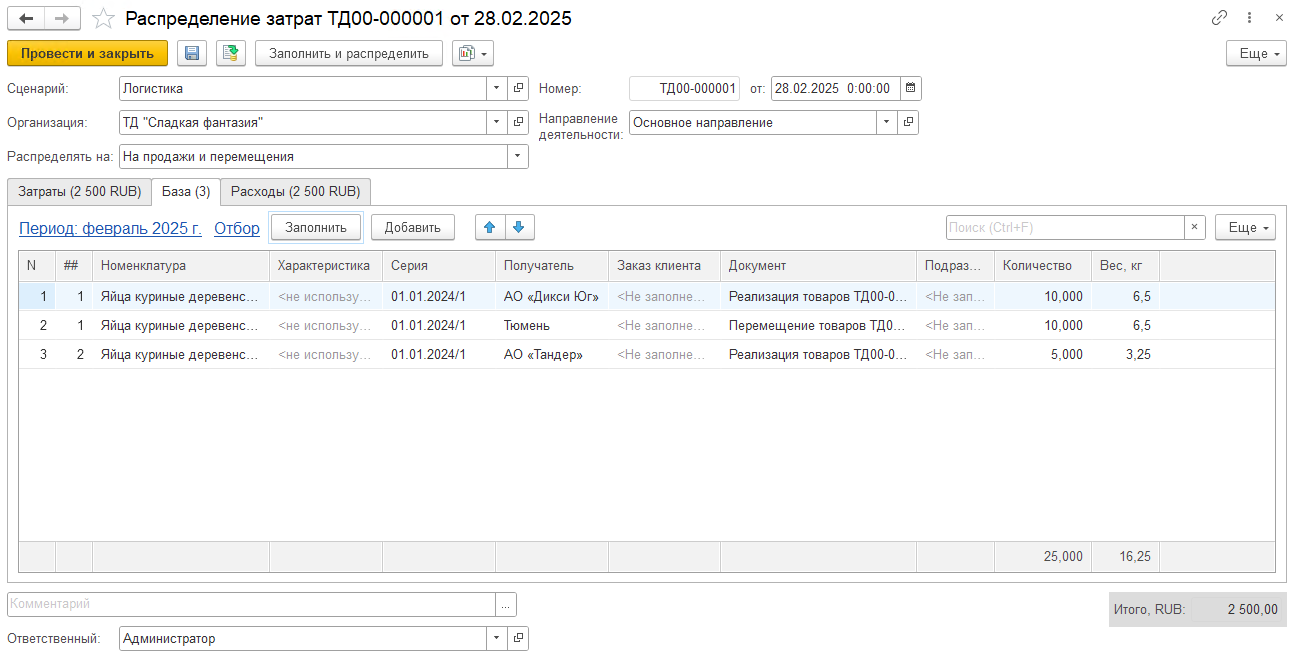 Распределение затрат ТД00-000001 от 28.02.2025
Провести и закрыть Заполнить и распределить Еще
Сценарий: Логистика Номер: ТД00-000001 от: 28.02.2025 0:00:00
Организация: ТД "Сладкая фантазия" Направление деятельности: Основное направление
Распределять на: На продажи и перемещения
Затраты (2 500 RUB) База (3) Расходы (2 500 RUB)
Период: февраль 2025 г. Отбор Заполнить Добавить Поиск (Ctrl+F) × Еще
N ## Номенклатура Характеристика Серия Получатель Заказ клиента Документ Подраз... Количество Вес, кг
1 1 Яйца куриные деревенс... <не использу... 01.01.2024/1 АО «Дикси Юг» <Не заполне... Реализация товаров ТД00-0... <Не зап... 10,000 6,5
2 1 Яйца куриные деревенс... <не использу... 01.01.2024/1 Тюмень <Не заполне... Перемещение товаров ТД0... <Не зап... 10,000 6,5
3 2 Яйца куриные деревенс... <не использу... 01.01.2024/1 АО «Тандер» <Не заполне... Реализация товаров ТД00-0... <Не зап... 5,000 3,25
25,000 16,25
Комментарий ... Итого, RUB: 2 500,00
Ответственный: Администратор